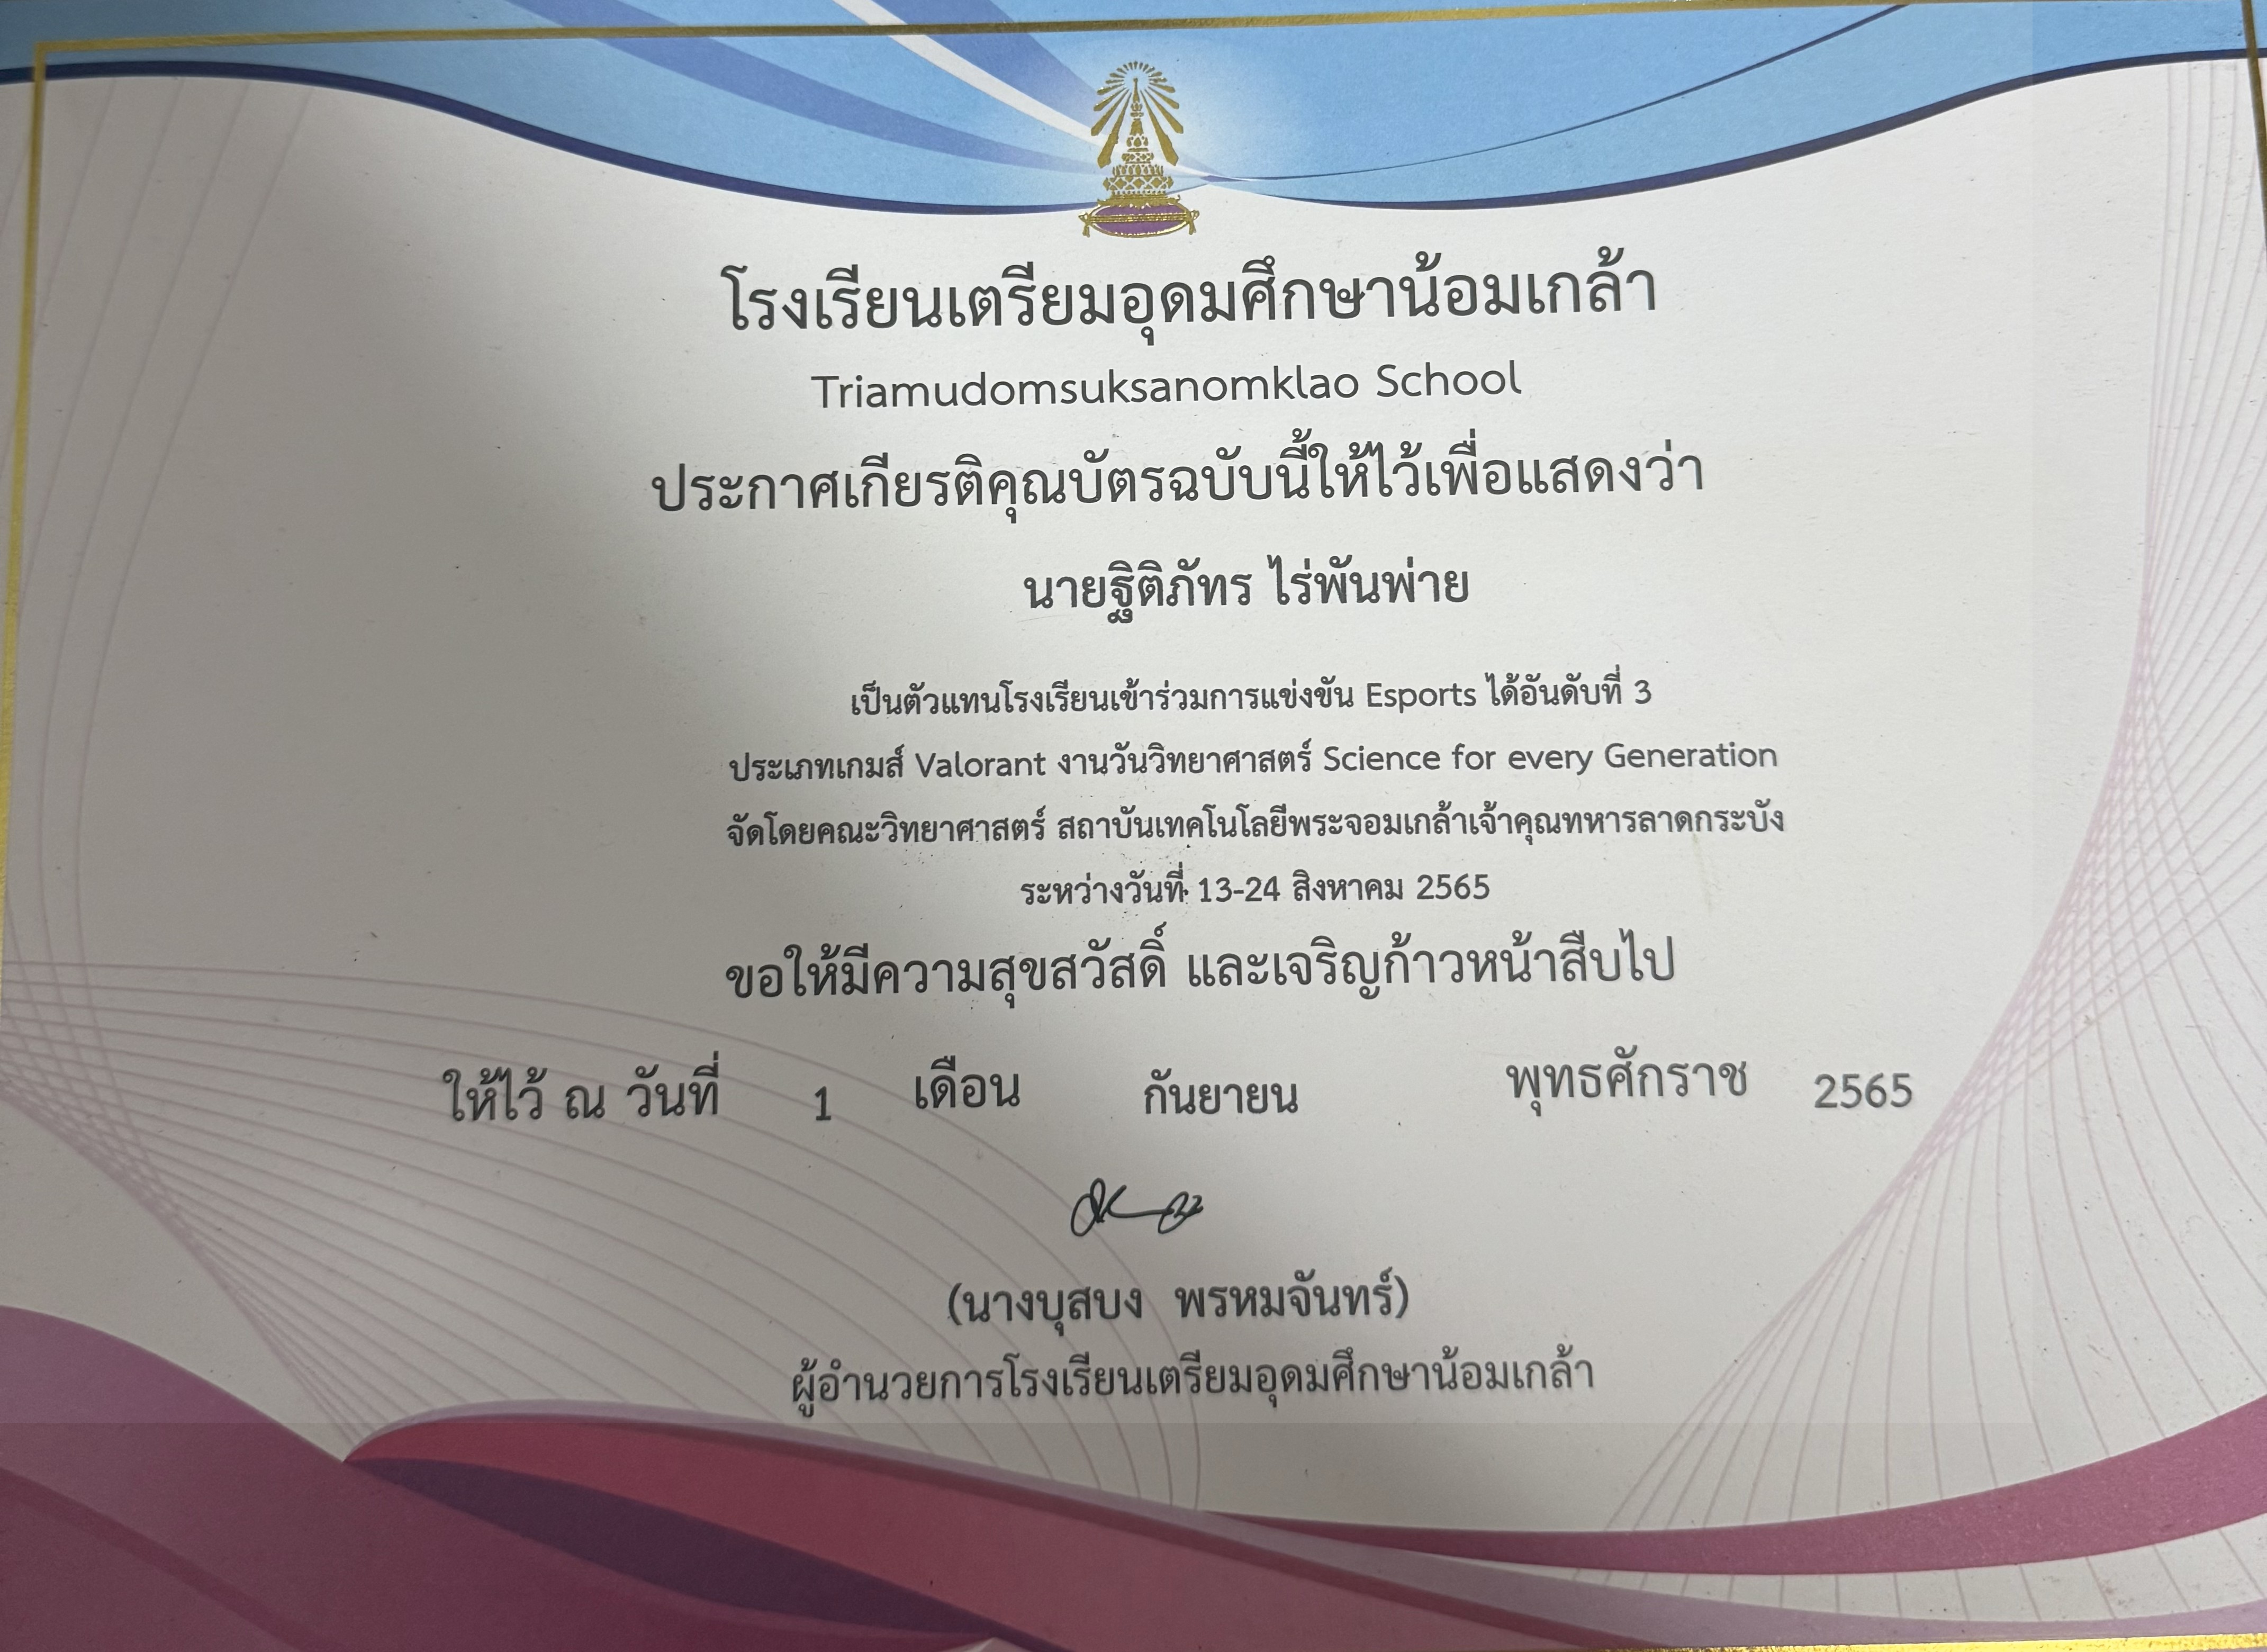 โรงเรียนเตรียมอุดมศึกษาน้อมเกล้า
Triamudomsuksanomklao School
ประกาศเกียรติคุณบัตรฉบับนี้ให้ไว้เพื่อแสดงว่า
นายฐิติภัทร ไร่พันพ่าย
เป็นตัวแทนโรงเรียนเข้าร่วมการแข่งขัน Esports ได้อันดับที่ 3
ประเภทเกมส์ Valorant งานวันวิทยาศาสตร์ Science for every Generation
จัดโดยคณะวิทยาศาสตร์ สถาบันเทคโนโลยีพระจอมเกล้าเจ้าคุณทหารลาดกระบัง
ระหว่างวันที่ 13-24 สิงหาคม 2565
ขอให้มีความสุขสวัสดิ์ และเจริญก้าวหน้าสืบไป
ให้ไว้ ณ วันที่ 1 เดือน กันยายน พุทธศักราช 2565
(นางบุสบง พรหมจันทร์)
ผู้อำนวยการโรงเรียนเตรียมอุดมศึกษาน้อมเกล้า